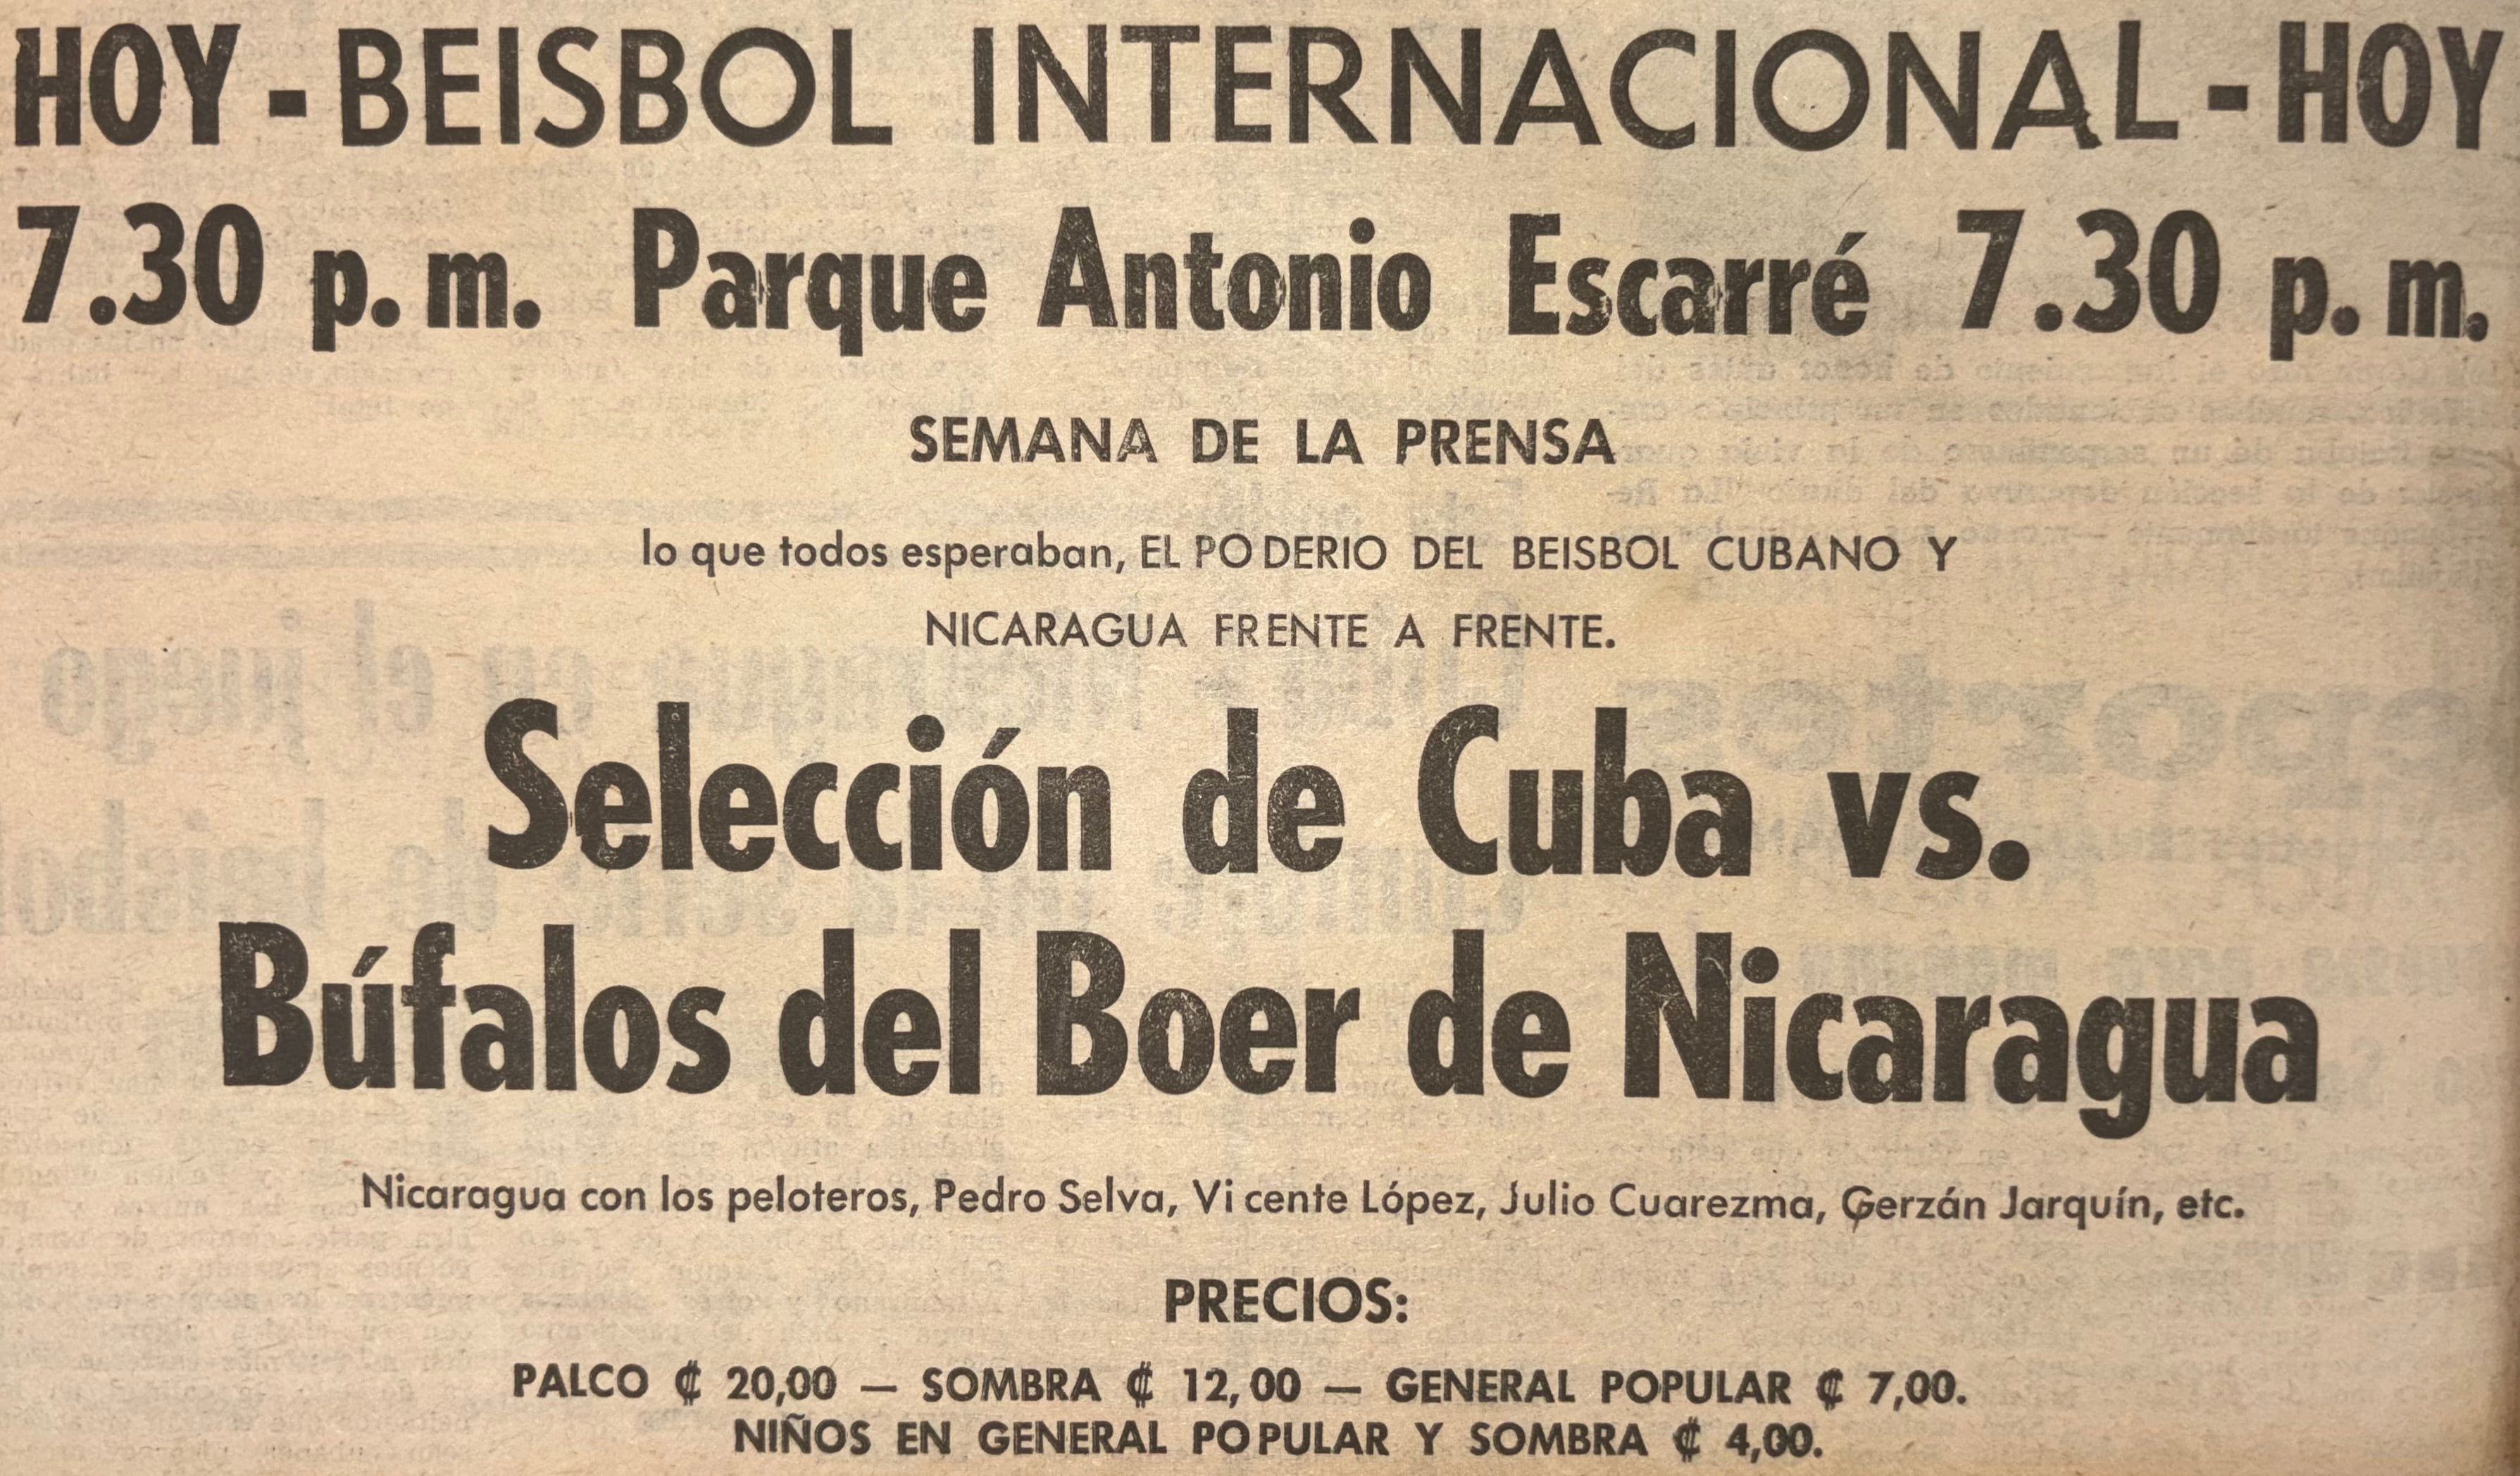 HOY - BEISBOL INTERNACIONAL - HOY
7.30 p. m. Parque Antonio Escarré 7.30 p. m.
SEMANA DE LA PRENSA
lo que todos esperaban, EL PODERIO DEL BEISBOL CUBANO Y
NICARAGUA FRENTE A FRENTE.
Selección de Cuba vs.
Búfalos del Boer de Nicaragua
Nicaragua con los peloteros, Pedro Selva, Vicente López, Julio Cuarezma, Gerzán Jarquín, etc.
PRECIOS:
PALCO ₡ 20,00 — SOMBRA ₡ 12,00 — GENERAL POPULAR ₡ 7,00.
NIÑOS EN GENERAL POPULAR Y SOMBRA ₡ 4,00.